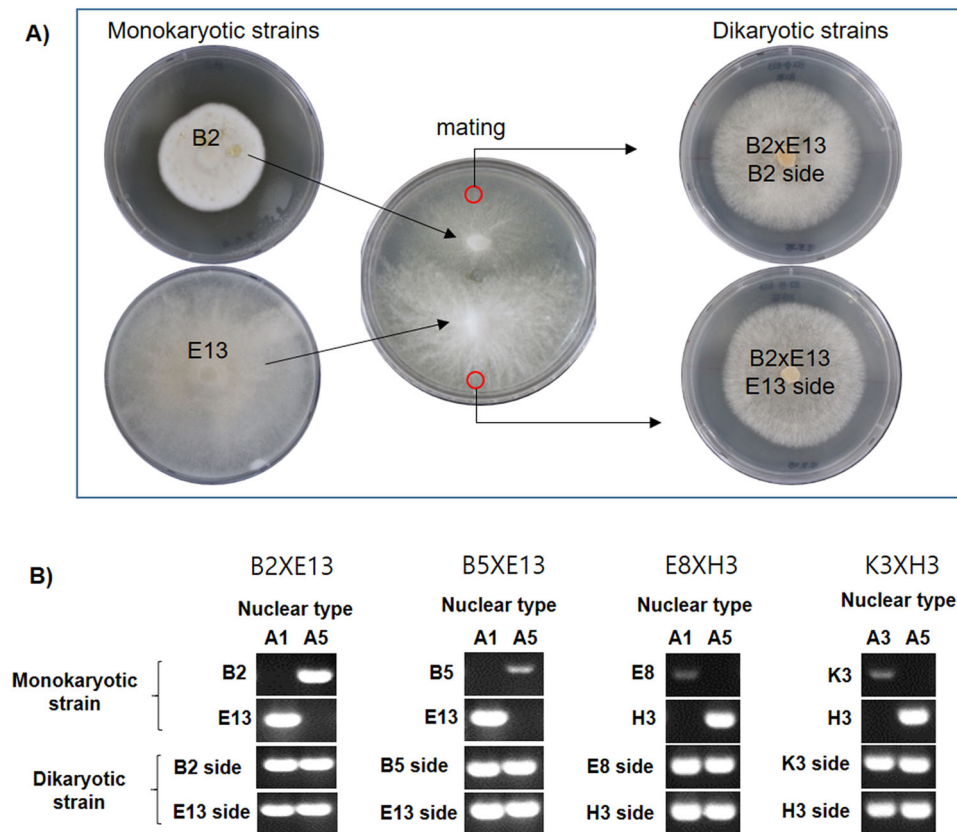 A)
Monokaryotic strains
Dikaryotic strains
B2
mating
B2xE13
B2 side
E13
B2xE13
E13 side
B)
B2XE13
B5XE13
E8XH3
K3XH3
Nuclear type
Nuclear type
Nuclear type
Nuclear type
A1 A5
A1 A5
A1 A5
A3 A5
Monokaryotic
strain
B2
B5
E8
K3
E13
E13
H3
H3
Dikaryotic
strain
B2 side
B5 side
E8 side
K3 side
E13 side
E13 side
H3 side
H3 side